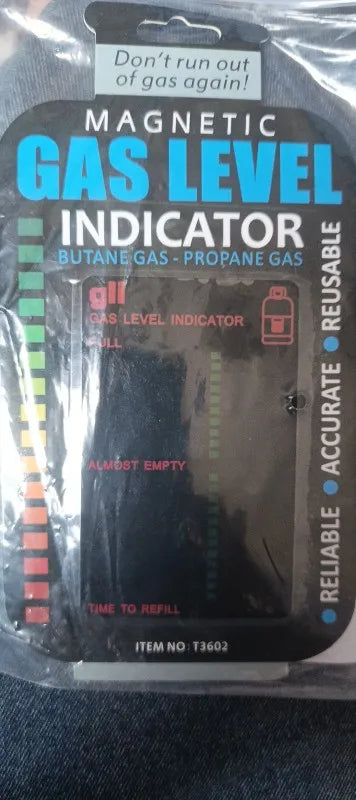 Don't run out
of gas again!
MAGNETIC
GAS LEVEL
INDICATOR
BUTANE GAS - PROPANE GAS
gli
GAS LEVEL INDICATOR
FULL
ALMOST EMPTY
TIME TO REFILL
RELIABLE • ACCURATE • REUSABLE
ITEM NO: T3602